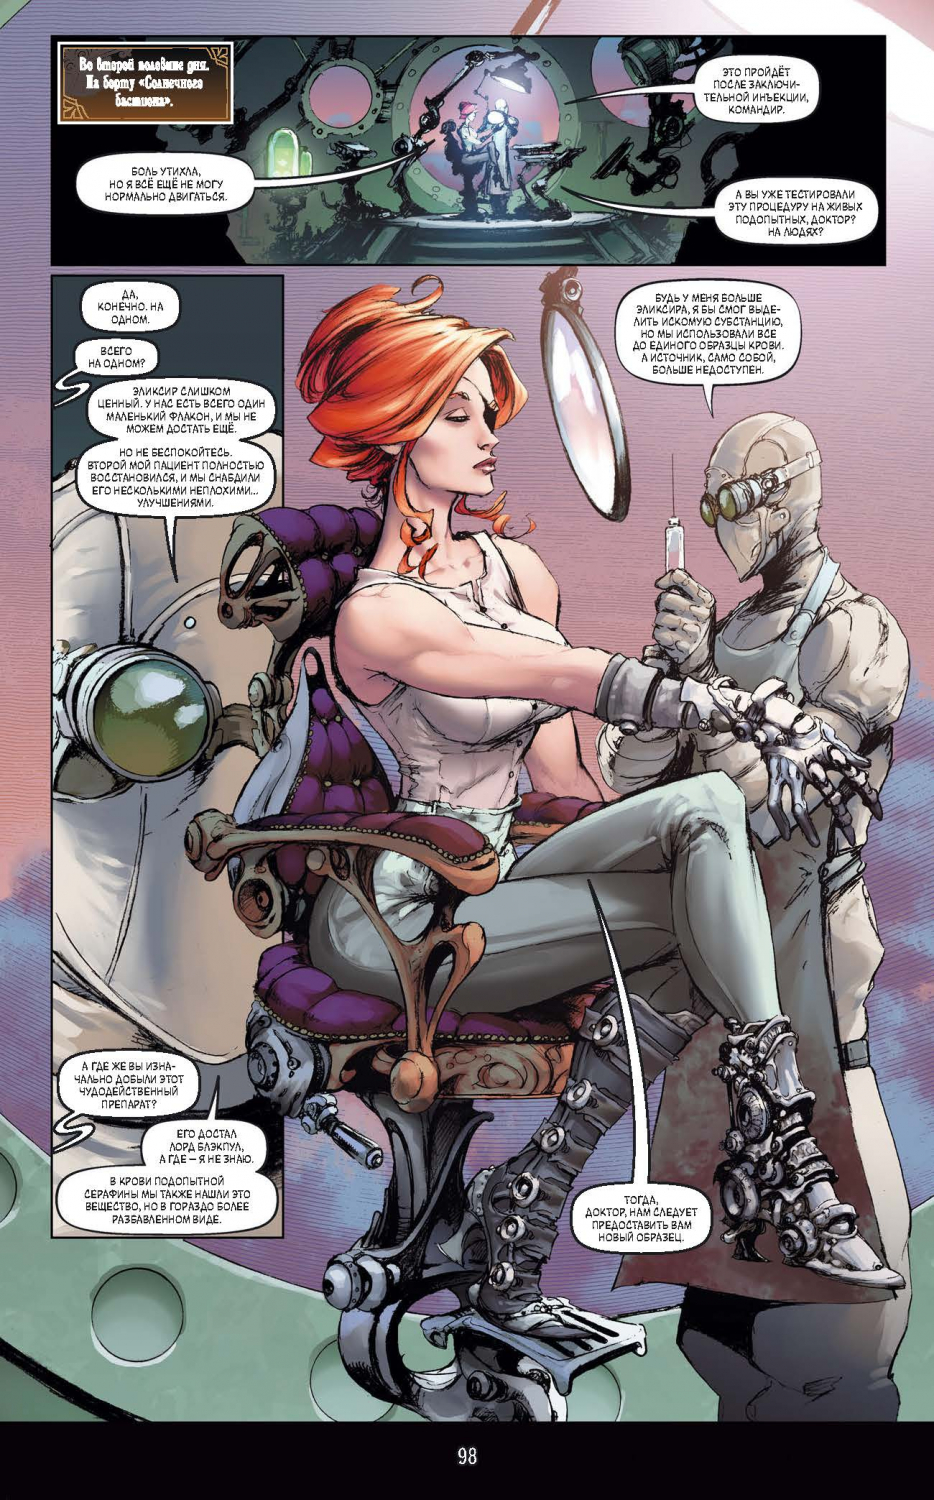 Во второй половине дня.
На борту «Солнечного
бастиона».
ЭТО ПРОЙДЁТ
ПОСЛЕ ЗАКЛЮЧИ-
ТЕЛЬНОЙ ИНЪЕКЦИИ,
КОМАНДИР.
БОЛЬ УТИХЛА,
НО Я ВСЁ ЕЩЁ НЕ МОГУ
НОРМАЛЬНО ДВИГАТЬСЯ.
А ВЫ УЖЕ ТЕСТИРОВАЛИ
ЭТУ ПРОЦЕДУРУ НА ЖИВЫХ
ПОДОПЫТНЫХ, ДОКТОР?
НА ЛЮДЯХ?
ДА,
КОНЕЧНО. НА
ОДНОМ.
ВСЕГО
НА ОДНОМ?
ЭЛИКСИР СЛИШКОМ
ЦЕННЫЙ. У НАС ЕСТЬ ВСЕГО ОДИН
МАЛЕНЬКИЙ ФЛАКОН, И МЫ НЕ
МОЖЕМ ДОСТАТЬ ЕЩЁ.
НО НЕ БЕСПОКОЙТЕСЬ.
ВТОРОЙ МОЙ ПАЦИЕНТ ПОЛНОСТЬЮ
ВОССТАНОВИЛСЯ, И МЫ СНАБДИЛИ
ЕГО НЕСКОЛЬКИМИ НЕПЛОХИМИ...
УЛУЧШЕНИЯМИ.
БУДЬ У МЕНЯ БОЛЬШЕ
ЭЛИКСИРА, Я БЫ СМОГ ВЫДЕ-
ЛИТЬ ИСКОМУЮ СУБСТАНЦИЮ,
НО МЫ ИСПОЛЬЗОВАЛИ ВСЕ
ДО ЕДИНОГО ОБРАЗЦЫ КРОВИ.
А ИСТОЧНИК, САМО СОБОЙ,
БОЛЬШЕ НЕДОСТУПЕН.
А ГДЕ ЖЕ ВЫ ИЗНА-
ЧАЛЬНО ДОБЫЛИ ЭТОТ
ЧУДОДЕЙСТВЕННЫЙ
ПРЕПАРАТ?
ЕГО ДОСТАЛ
ЛОРД БЛЭКПУЛ,
А ГДЕ – Я НЕ ЗНАЮ.
В КРОВИ ПОДОПЫТНОЙ
СЕРАФИНЫ МЫ ТАКЖЕ НАШЛИ ЭТО
ВЕЩЕСТВО, НО В ГОРАЗДО БОЛЕЕ
РАЗБАВЛЕННОМ ВИДЕ.
ТОГДА,
ДОКТОР, НАМ СЛЕДУЕТ
ПРЕДОСТАВИТЬ ВАМ
НОВЫЙ ОБРАЗЕЦ.
98